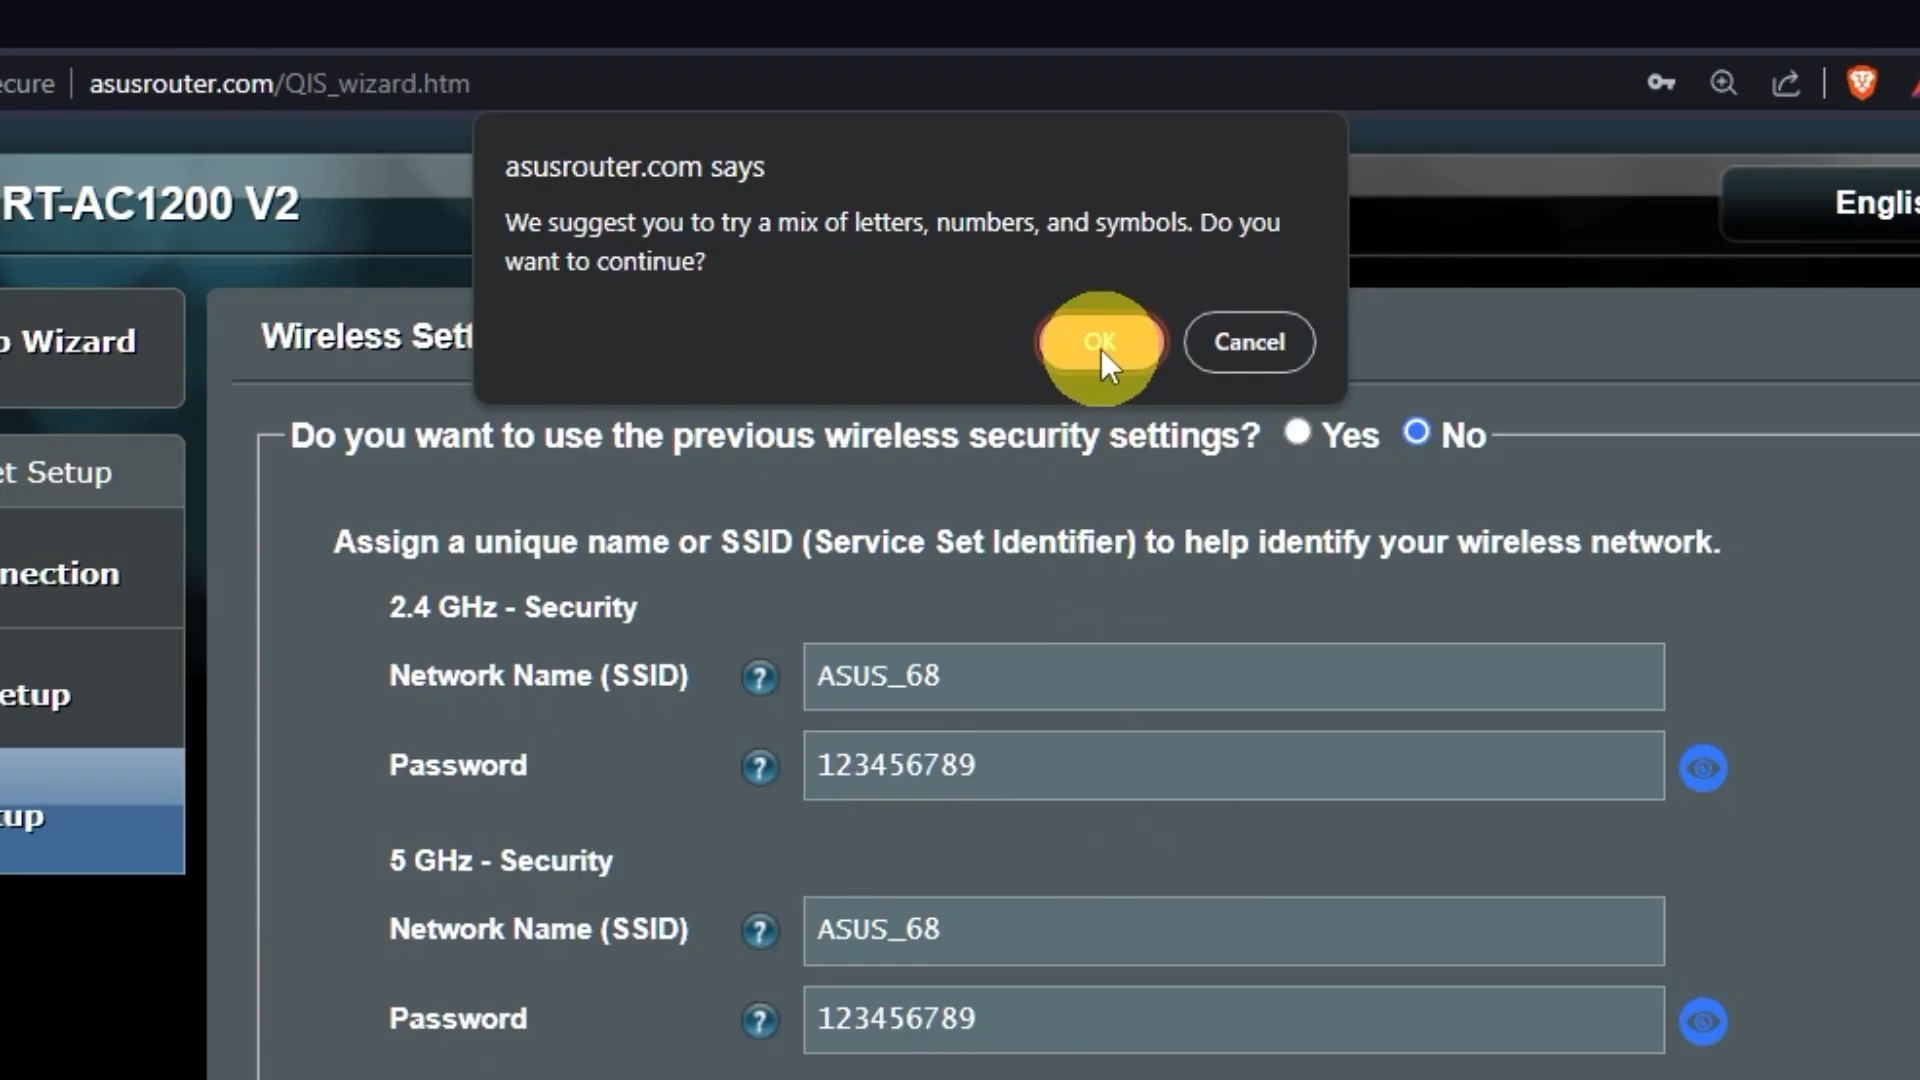 ecure | asusrouter.com/QIS_wizard.htm
asusrouter.com says
We suggest you to try a mix of letters, numbers, and symbols. Do you
want to continue?
OK
Cancel
RT-AC1200 V2
Englis
p Wizard
et Setup
nection
etup
tup
Wireless Sett
Do you want to use the previous wireless security settings? Yes No
Assign a unique name or SSID (Service Set Identifier) to help identify your wireless network.
2.4 GHz - Security
Network Name (SSID) ? ASUS_68
Password ? 123456789
5 GHz - Security
Network Name (SSID) ? ASUS_68
Password ? 123456789